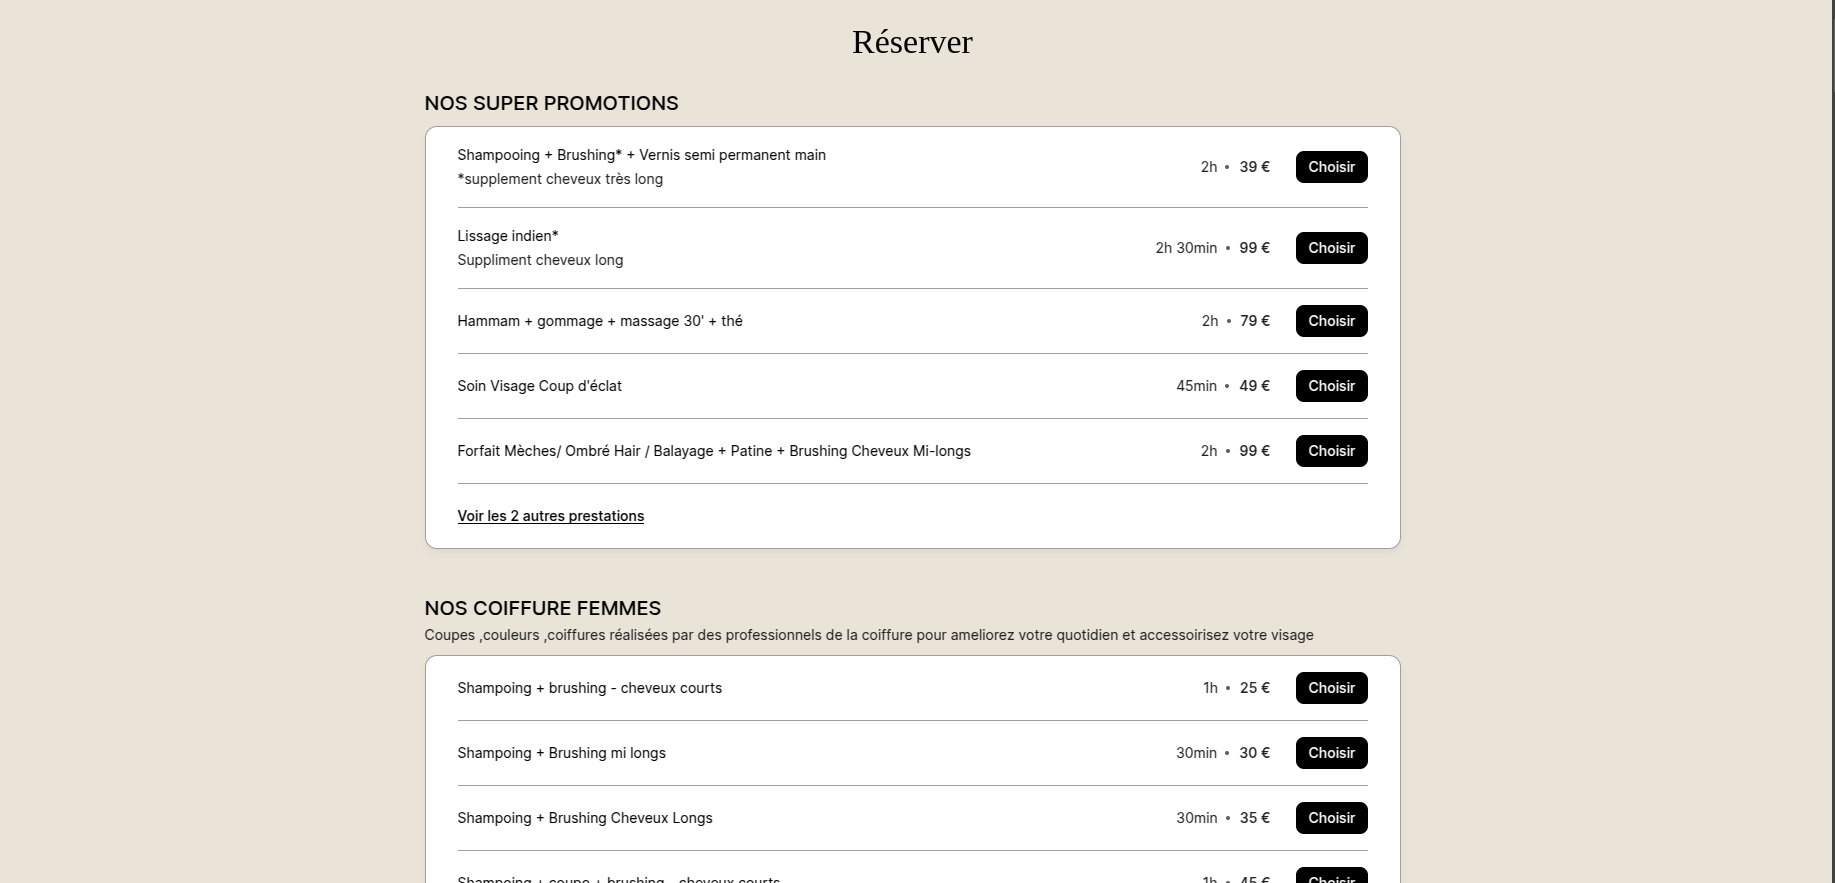 Réserver
NOS SUPER PROMOTIONS
Shampooing + Brushing* + Vernis semi permanent main
*supplement cheveux très long
2h • 39 € Choisir
Lissage indien*
Suppliment cheveux long
2h 30min • 99 € Choisir
Hammam + gommage + massage 30' + thé 2h • 79 € Choisir
Soin Visage Coup d'éclat 45min • 49 € Choisir
Forfait Mèches/ Ombré Hair / Balayage + Patine + Brushing Cheveux Mi-longs 2h • 99 € Choisir
Voir les 2 autres prestations
NOS COIFFURE FEMMES
Coupes ,couleurs ,coiffures réalisées par des professionnels de la coiffure pour ameliorez votre quotidien et accessoirisez votre visage
Shampoing + brushing - cheveux courts 1h • 25 € Choisir
Shampoing + Brushing mi longs 30min • 30 € Choisir
Shampoing + Brushing Cheveux Longs 30min • 35 € Choisir
Shampoing + coupe + brushing - cheveux courts 1h • 45 € Choisir